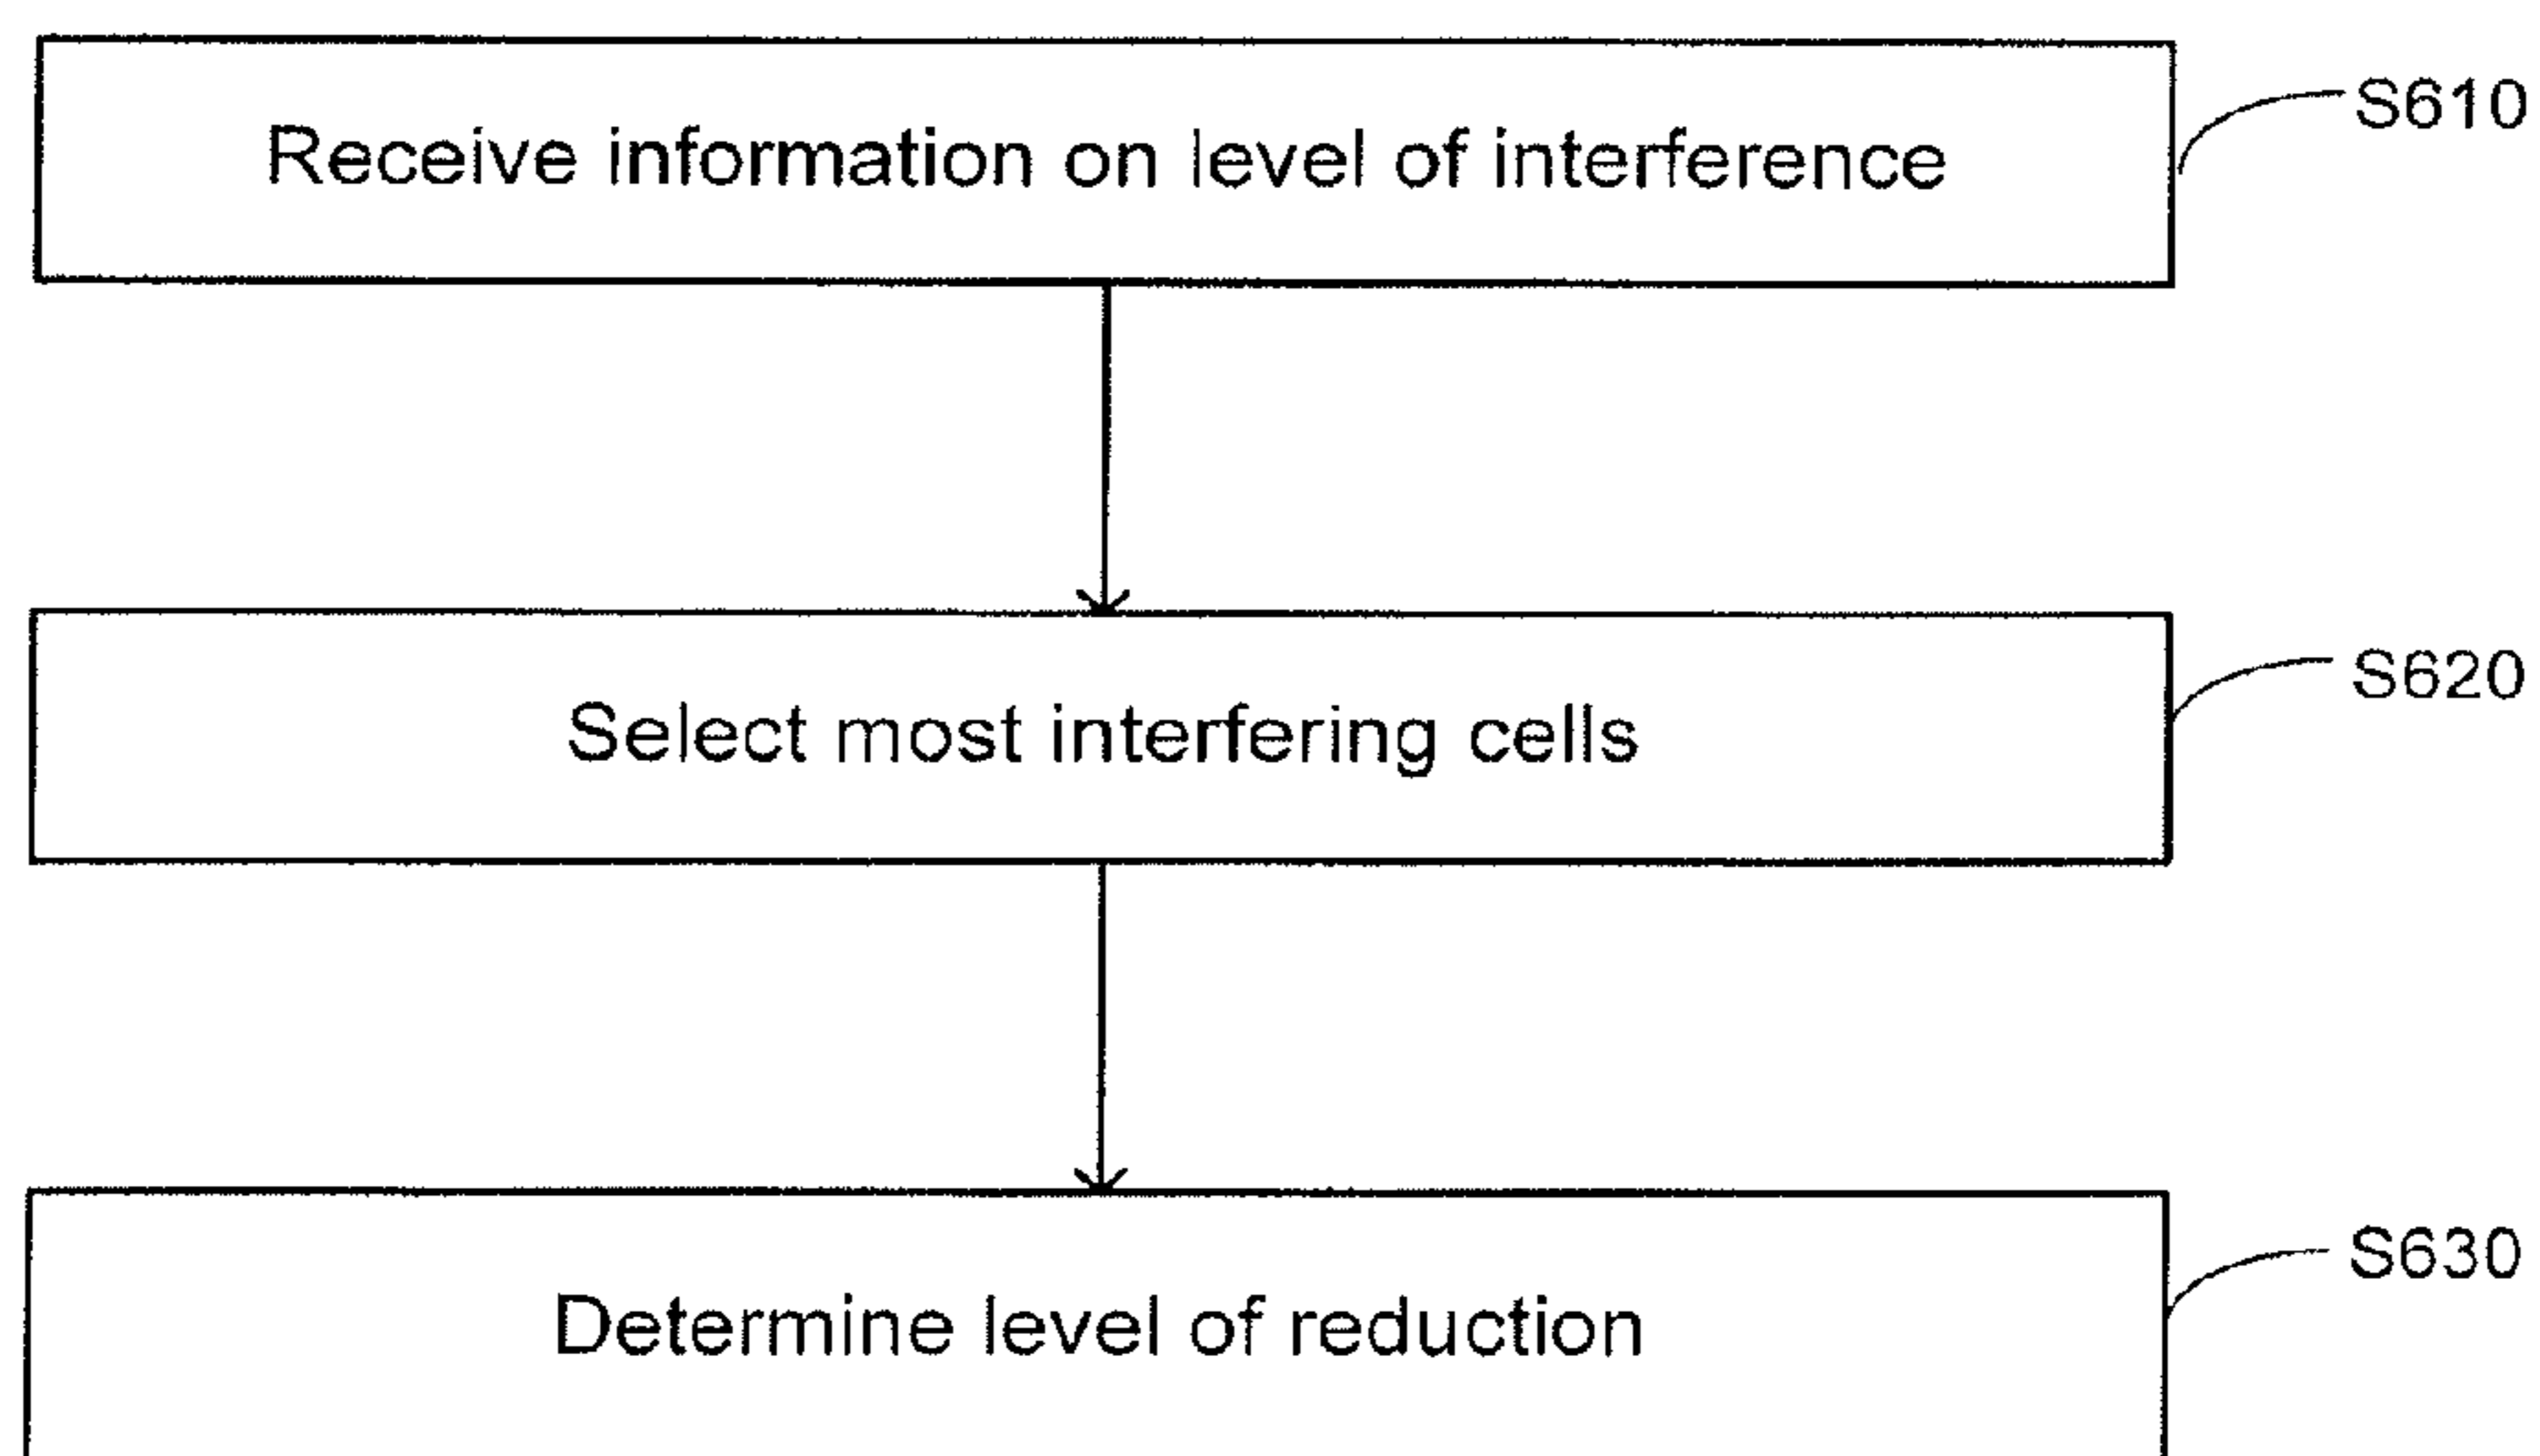 Receive information on level of interference
S610
Select most interfering cells
S620
Determine level of reduction
S630